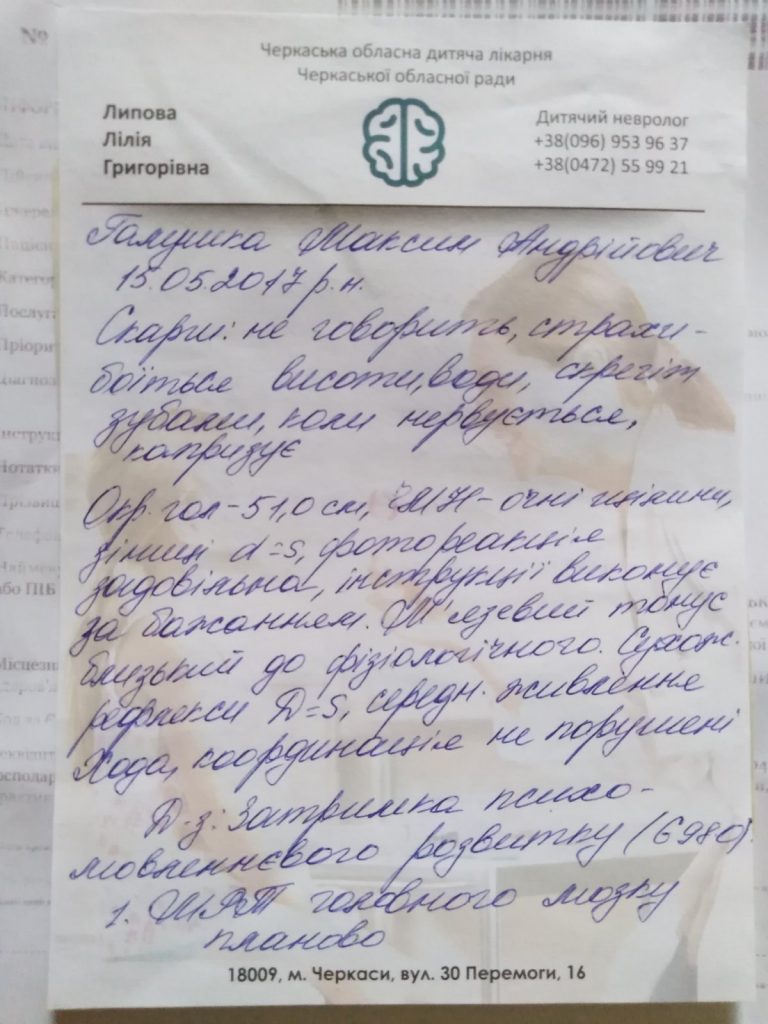 Черкаська обласна дитяча лікарня
Черкаської обласної ради
Липова
Лілія
Григорівна
Дитячий невролог
+38(096) 953 96 37
+38(0472) 55 99 21
Галушка Максим Андрійович
15.05.2017 р.н.
Скарги: не говорить, страхи-
боїться висоти, води, скрегіт
зубами, коли нервується,
капризує
Окр. гол - 51,0 см, ЧМН - очні щілини,
зіниці d=s, фотореакція
задовільна, інструкції виконує
за бажанням. М'язевий тонус
близький до фізіологічного. Сухож.
рефлекси D=S, середн. живлення
Хода, координація не порушені
Д-з: Затримка психо-
мовленнєвого розвитку (G980)
1. МРТ головного мозку
планово
18009, м. Черкаси, вул. 30 Перемоги, 16
№
або ПІБ